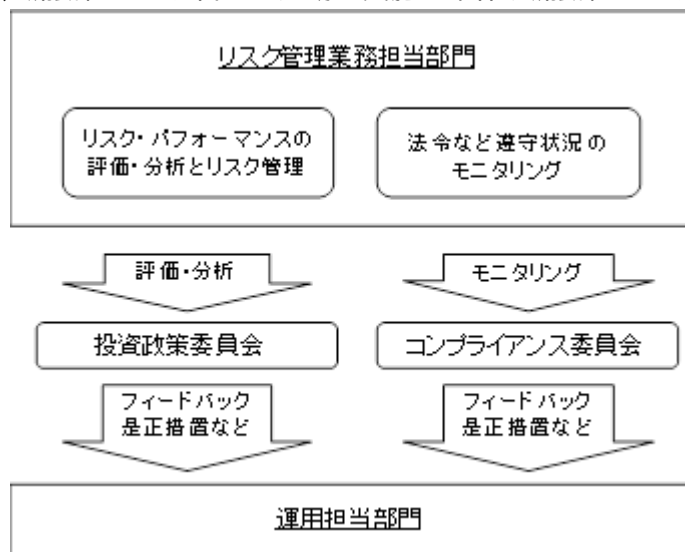 リスク管理業務担当部門
リスク・パフォーマンスの
評価・分析とリスク管理
法令など遵守状況の
モニタリング
評価・分析
モニタリング
投資政策委員会
コンプライアンス委員会
フィードバック
是正措置など
フィードバック
是正措置など
運用担当部門